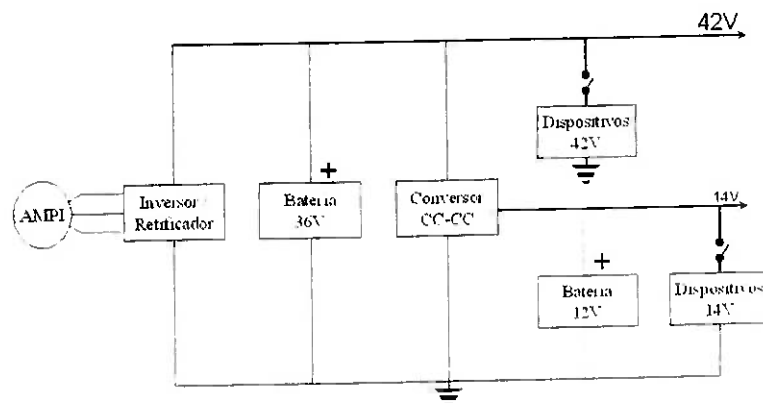 42V
Dispositivos
42V
AMPI
Inversor
Retificador
+
Bateria
36V
Conversor
CC-CC
14V
+
Bateria
12V
Dispositivos
14V